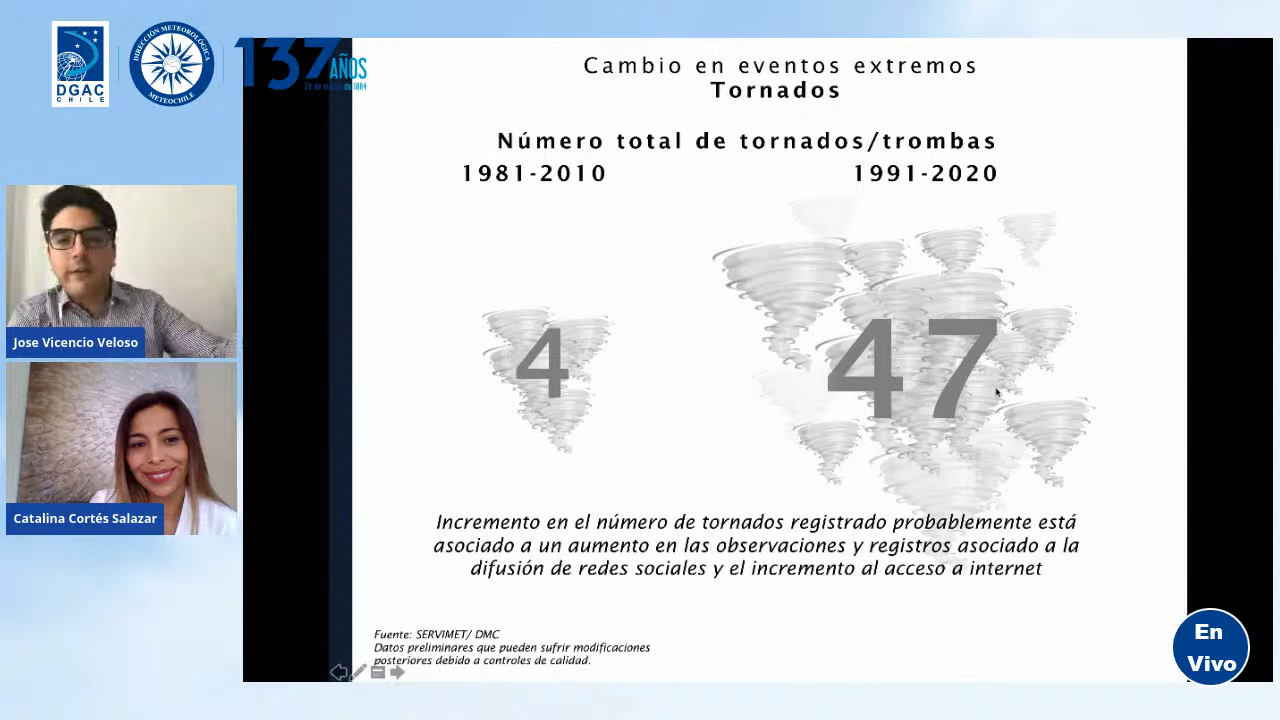 DGAC
CHILE
DIRECCIÓN METEOROLÓGICA
METEOCHILE
137 AÑOS
Cambio en eventos extremos
Tornados
Número total de tornados/trombas
1981-2010
1991-2020
4
47
Jose Vicencio Veloso
Catalina Cortés Salazar
Incremento en el número de tornados registrado probablemente está
asociado a un aumento en las observaciones y registros asociado a la
difusión de redes sociales y el incremento al acceso a internet
Fuente: SERVIMET/ DMC
Datos preliminares que pueden sufrir modificaciones
posteriores debido a controles de calidad.
En
Vivo